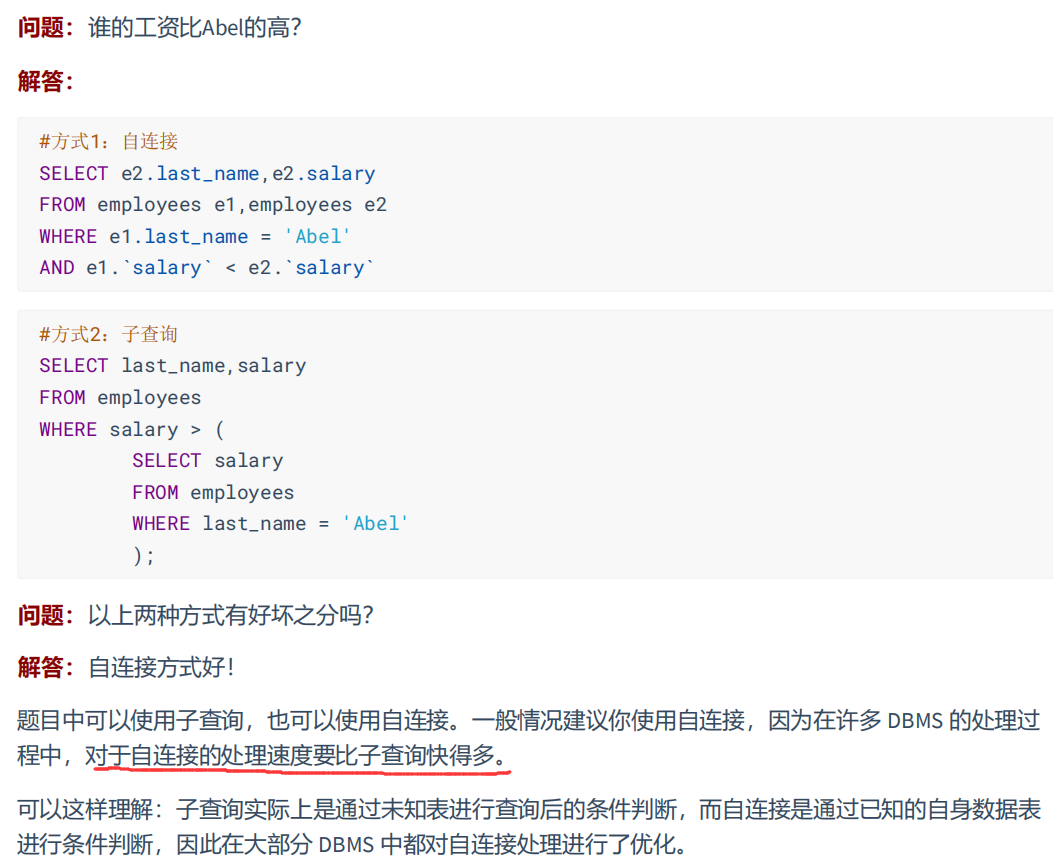 问题：谁的工资比Abel的高？
解答：
#方式1：自连接
SELECT e2.last_name,e2.salary
FROM employees e1,employees e2
WHERE e1.last_name = 'Abel'
AND e1.`salary` < e2.`salary`
#方式2：子查询
SELECT last_name,salary
FROM employees
WHERE salary > (
SELECT salary
FROM employees
WHERE last_name = 'Abel'
);
问题：以上两种方式有好坏之分吗？
解答：自连接方式好！
题目中可以使用子查询，也可以使用自连接。一般情况建议你使用自连接，因为在许多 DBMS 的处理过
程中，对于自连接的处理速度要比子查询快得多。
可以这样理解：子查询实际上是通过未知表进行查询后的条件判断，而自连接是通过已知的自身数据表
进行条件判断，因此在大部分 DBMS 中都对自连接处理进行了优化。